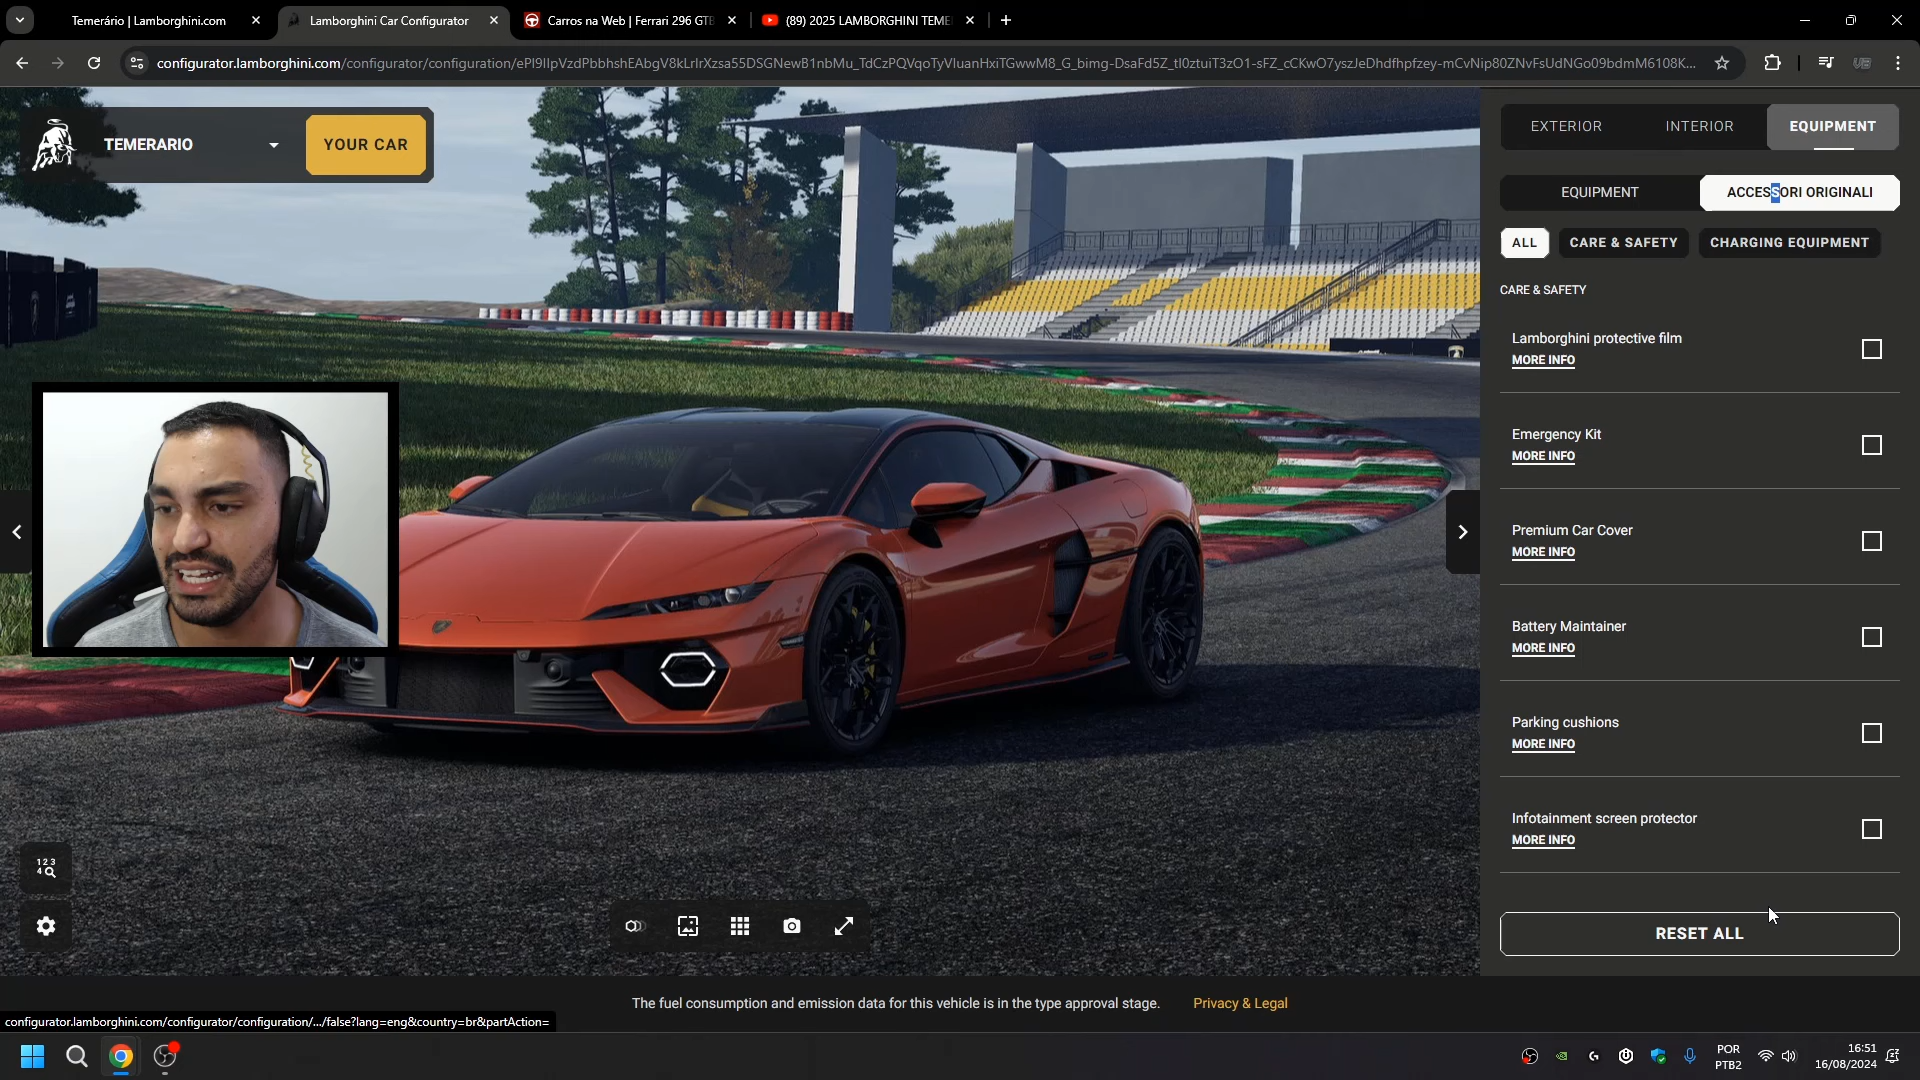 Temerário | Lamborghini.com
Lamborghini Car Configurator
Carros na Web | Ferrari 296 GTB
(89) 2025 LAMBORGHINI TEME
configurator.lamborghini.com/configurator/configuration/
TEMERARIO
YOUR CAR
EXTERIOR
INTERIOR
EQUIPMENT
EQUIPMENT
ACCESSORI ORIGINALI
ALL
CARE & SAFETY
CHARGING EQUIPMENT
CARE & SAFETY
Lamborghini protective film
MORE INFO
Emergency Kit
MORE INFO
Premium Car Cover
MORE INFO
Battery Maintainer
MORE INFO
Parking cushions
MORE INFO
Infotainment screen protector
MORE INFO
RESET ALL
1 2 3
4
The fuel consumption and emission data for this vehicle is in the type approval stage.
Privacy & Legal
configurator.lamborghini.com/configurator/configuration/.../false?lang=eng&country=br&partAction=
POR
PTB2
16:51
16/08/2024